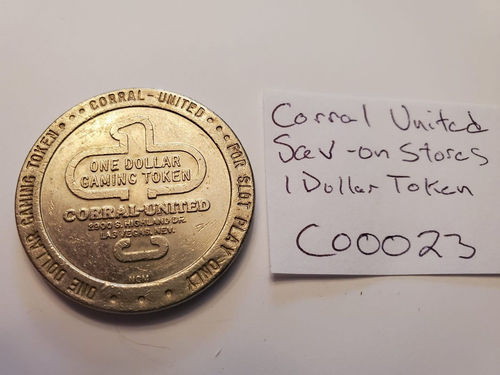 · · · CORRAL-UNITED · · ·
FOR SLOT PLAY ONLY
· · · ONE DOLLAR GAMING TOKEN
1
ONE DOLLAR
GAMING TOKEN
CORRAL-UNITED
2900 S. HIGHLAND DR.
LAS VEGAS, NEV.
Corral United
Sav-on Stores
1 Dollar Token
C00023